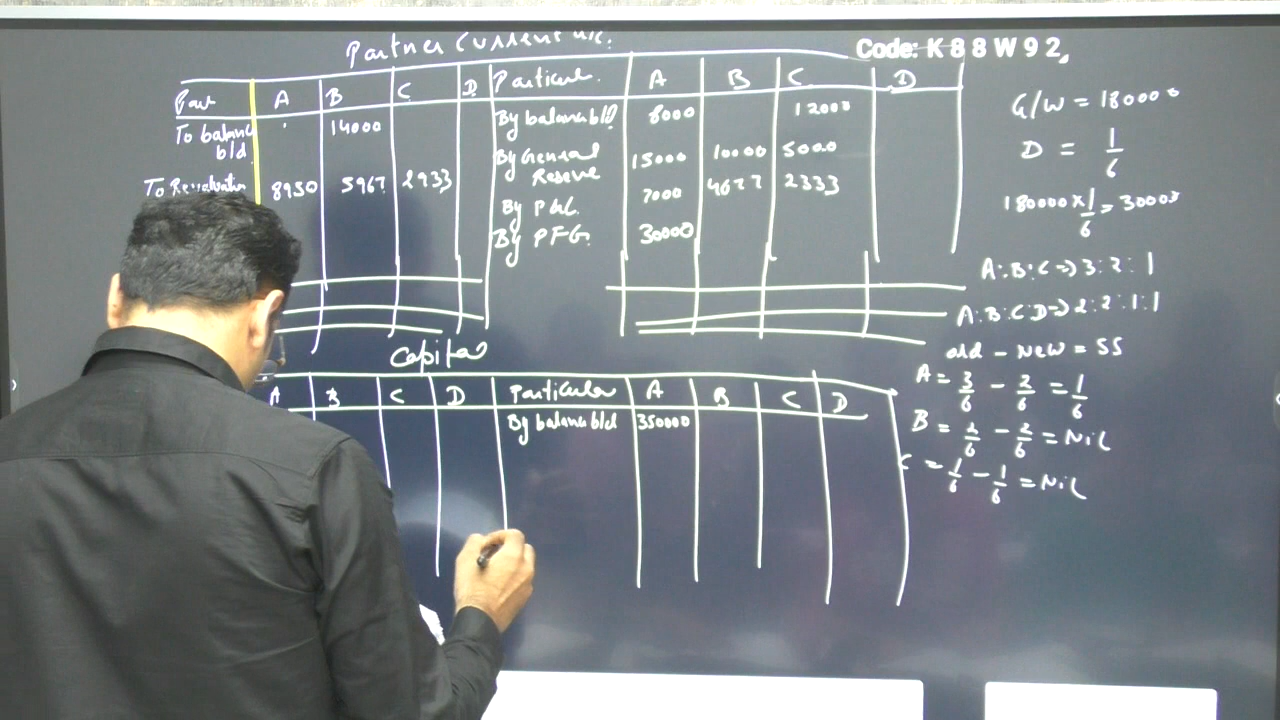 Partner Current a/c.
Code: K 8 8 W 9 2
Part A B C D Particul. A B C D
To balance b/d 14000 By balance b/d 8000 12000
By General Reserve 15000 10000 5000
To Revaluation 8950 5967 2933
By P&L 7000 4677 2333
By PFG. 30000
G/W = 180000
D = 1/6
180000 × 1/6 = 30000
A:B:C => 3:2:1
A:B:C:D => 2:2:1:1
old - New = SS
A = 3/6 - 2/6 = 1/6
B = 2/6 - 2/6 = Nil
C = 1/6 - 1/6 = Nil
Capital
A B C D Particular A B C D
By balance b/d 350000